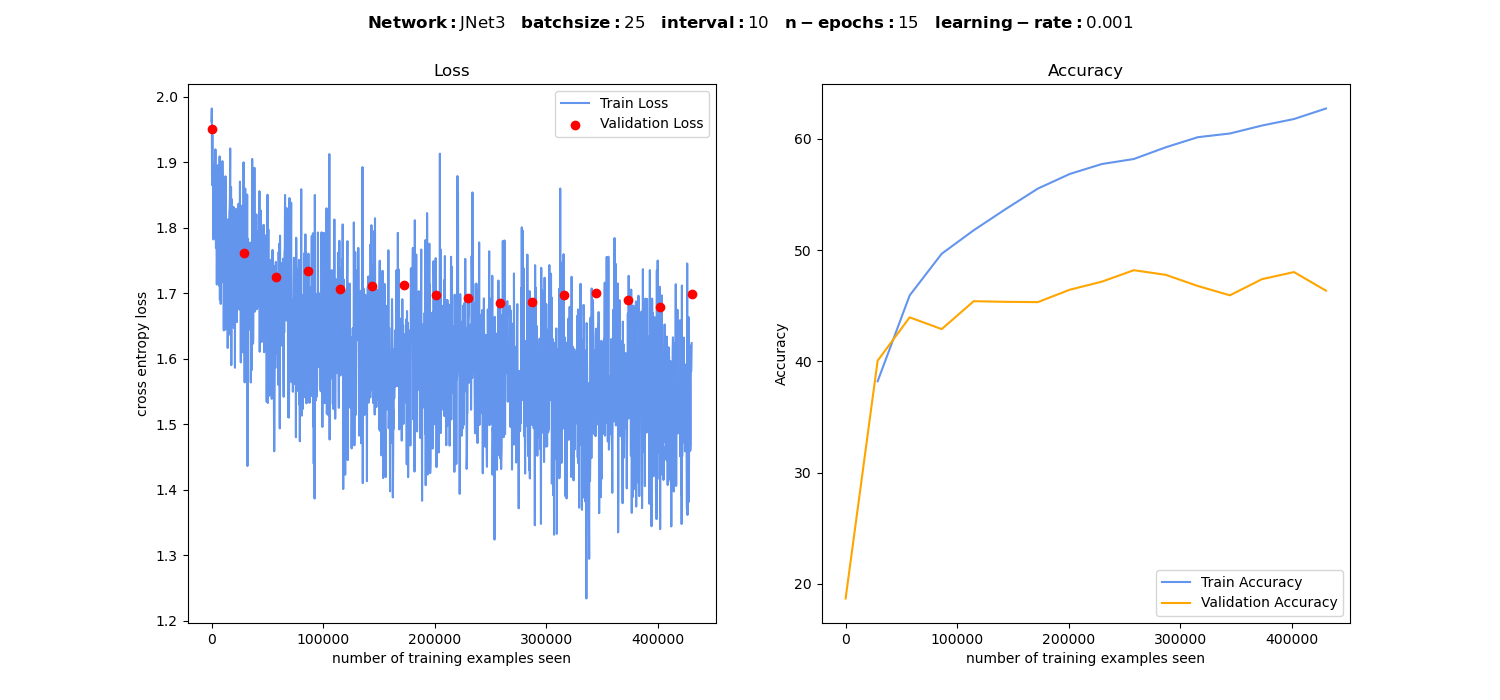 Network: JNet3 batchsize: 25 interval: 10 n − epochs: 15 learning − rate: 0.001
Loss
2.0
1.9
1.8
1.7
1.6
1.5
1.4
1.3
1.2
cross entropy loss
Train Loss
Validation Loss
0 100000 200000 300000 400000
number of training examples seen
Accuracy
60
50
40
30
20
Accuracy
Train Accuracy
Validation Accuracy
0 100000 200000 300000 400000
number of training examples seen